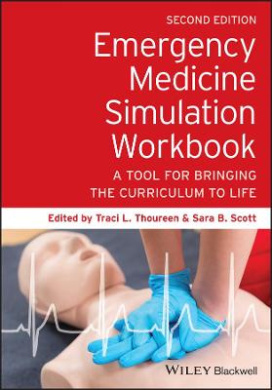 SECOND EDITION
Emergency
Medicine
Simulation
Workbook
A TOOL FOR BRINGING
THE CURRICULUM TO LIFE
Edited by Traci L. Thoureen & Sara B. Scott
WILEY Blackwell